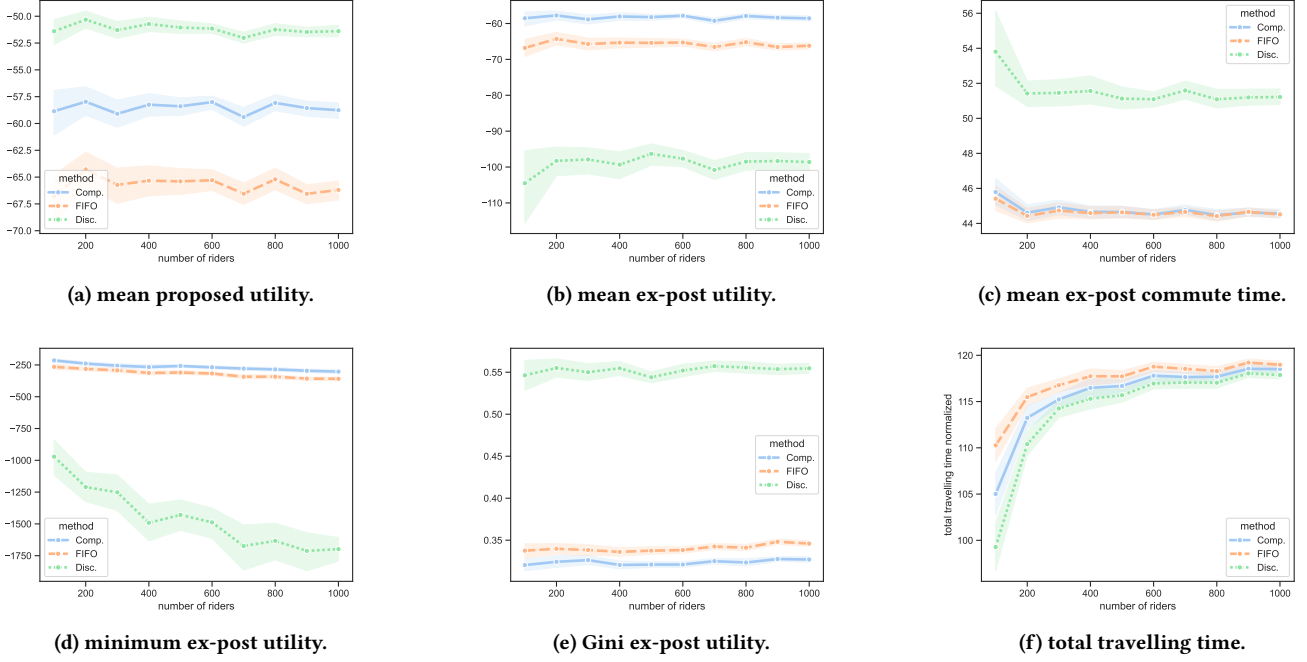 −50.0
−52.5
−55.0
−57.5
−60.0
−62.5
−65.0
−67.5
−70.0
method
Comp.
FIFO
Disc.
200 400 600 800 1000
number of riders
(a) mean proposed utility.
−60
−70
−80
−90
−100
−110
method
Comp.
FIFO
Disc.
200 400 600 800 1000
number of riders
(b) mean ex-post utility.
56
54
52
50
48
46
44
method
Comp.
FIFO
Disc.
200 400 600 800 1000
number of riders
(c) mean ex-post commute time.
−250
−500
−750
−1000
−1250
−1500
−1750
method
Comp.
FIFO
Disc.
200 400 600 800 1000
number of riders
(d) minimum ex-post utility.
0.55
0.50
0.45
0.40
0.35
method
Comp.
FIFO
Disc.
200 400 600 800 1000
number of riders
(e) Gini ex-post utility.
total travelling time normalized
120
115
110
105
100
method
Comp.
FIFO
Disc.
200 400 600 800 1000
number of riders
(f) total travelling time.